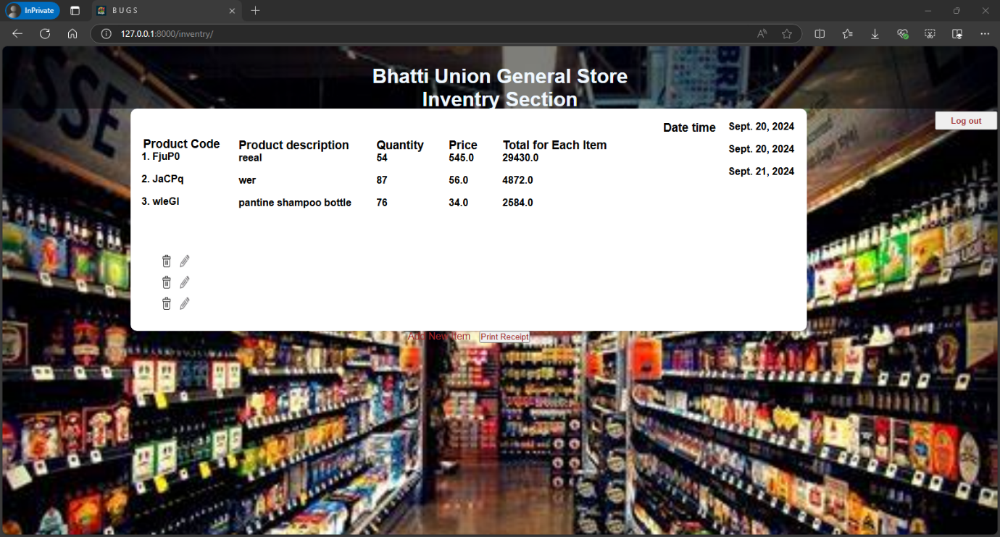 InPrivate
B U G S
127.0.0.1:8000/inventry/
Bhatti Union General Store
Inventry Section
Log out
Date time Sept. 20, 2024
Sept. 20, 2024
Sept. 21, 2024
Product Code Product description Quantity Price Total for Each Item
1. FjuP0 reeal 54 545.0 29430.0
2. JaCPq wer 87 56.0 4872.0
3. wleGl pantine shampoo bottle 76 34.0 2584.0
Add New Item Print Receipt
SSE
BRE